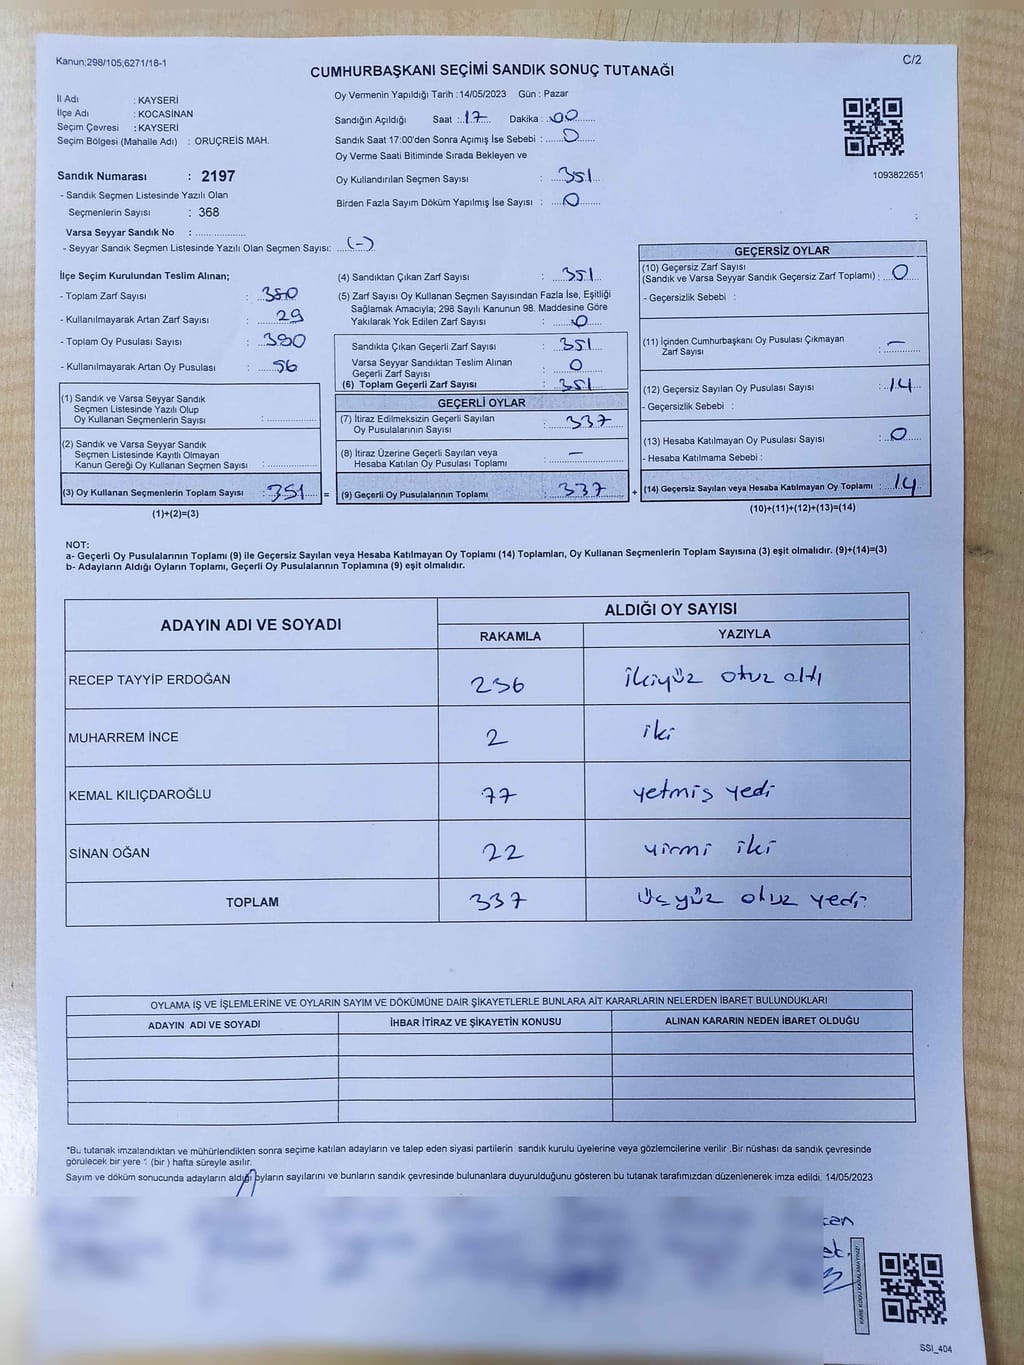 Kanun;298/105;6271/18-1
C/2
CUMHURBAŞKANI SEÇİMİ SANDIK SONUÇ TUTANAĞI
İl Adı : KAYSERİ
İlçe Adı : KOCASİNAN
Seçim Çevresi : KAYSERİ
Seçim Bölgesi (Mahalle Adı) : ORUÇREİS MAH.
Sandık Numarası : 2197
- Sandık Seçmen Listesinde Yazılı Olan
Seçmenlerin Sayısı : 368
Varsa Seyyar Sandık No :
- Seyyar Sandık Seçmen Listesinde Yazılı Olan Seçmen Sayısı: (-)
Oy Vermenin Yapıldığı Tarih :14/05/2023 Gün : Pazar
Sandığın Açıldığı Saat : 17 Dakika : 00
Sandık Saat 17:00'den Sonra Açımış İse Sebebi : 0
Oy Verme Saati Bitiminde Sırada Bekleyen ve
Oy Kullandırılan Seçmen Sayısı : 351
Birden Fazla Sayım Döküm Yapılmış İse Sayısı : 0
1093822651
İlçe Seçim Kurulundan Teslim Alınan;
- Toplam Zarf Sayısı : 380
- Kullanılmayarak Artan Zarf Sayısı : 29
- Toplam Oy Pusulası Sayısı : 390
- Kullanılmayarak Artan Oy Pusulası : 56
(1) Sandık ve Varsa Seyyar Sandık
Seçmen Listesinde Yazılı Olup
Oy Kullanan Seçmenlerin Sayısı :
(2) Sandık ve Varsa Seyyar Sandık
Seçmen Listesinde Kayıtlı Olmayan
Kanun Gereği Oy Kullanan Seçmen Sayısı :
(3) Oy Kullanan Seçmenlerin Toplam Sayısı : 351 =
(1)+(2)=(3)
(4) Sandıktan Çıkan Zarf Sayısı : 351
(5) Zarf Sayısı Oy Kullanan Seçmen Sayısından Fazla İse, Eşitliği
Sağlamak Amacıyla; 298 Sayılı Kanunun 98. Maddesine Göre
Yakılarak Yok Edilen Zarf Sayısı : 0
Sandıkta Çıkan Geçerli Zarf Sayısı : 351
Varsa Seyyar Sandıktan Teslim Alınan
Geçerli Zarf Sayısı : 0
(6) Toplam Geçerli Zarf Sayısı : 351
GEÇERLİ OYLAR
(7) İtiraz Edilmeksizin Geçerli Sayılan
Oy Pusulalarının Sayısı : 337
(8) İtiraz Üzerine Geçerli Sayılan veya
Hesaba Katılan Oy Pusulası Toplamı : —
(9) Geçerli Oy Pusulalarının Toplamı : 337 +
GEÇERSİZ OYLAR
(10) Geçersiz Zarf Sayısı
(Sandık ve Varsa Seyyar Sandık Geçersiz Zarf Toplamı) : 0
- Geçersizlik Sebebi :
(11) İçinden Cumhurbaşkanı Oy Pusulası Çıkmayan
Zarf Sayısı : —
(12) Geçersiz Sayılan Oy Pusulası Sayısı : 14
- Geçersizlik Sebebi :
(13) Hesaba Katılmayan Oy Pusulası Sayısı : 0
- Hesaba Katılmama Sebebi :
(14) Geçersiz Sayılan veya Hesaba Katılmayan Oy Toplamı : 14
(10)+(11)+(12)+(13)=(14)
NOT:
a- Geçerli Oy Pusulalarının Toplamı (9) ile Geçersiz Sayılan veya Hesaba Katılmayan Oy Toplamı (14) Toplamları, Oy Kullanan Seçmenlerin Toplam Sayısına (3) eşit olmalıdır. (9)+(14)=(3)
b- Adayların Aldığı Oyların Toplamı, Geçerli Oy Pusulalarının Toplamına (9) eşit olmalıdır.
ADAYIN ADI VE SOYADI
ALDIĞI OY SAYISI
RAKAMLA YAZIYLA
RECEP TAYYİP ERDOĞAN 236 ikiyüz otuz altı
MUHARREM İNCE 2 iki
KEMAL KILIÇDAROĞLU 77 yetmiş yedi
SİNAN OĞAN 22 yirmi iki
TOPLAM 337 üçyüz otuz yedi
OYLAMA İŞ VE İŞLEMLERİNE VE OYLARIN SAYIM VE DÖKÜMÜNE DAİR ŞİKAYETLERLE BUNLARA AİT KARARLARIN NELERDEN İBARET BULUNDUKLARI
ADAYIN ADI VE SOYADI İHBAR İTİRAZ VE ŞİKAYETİN KONUSU ALINAN KARARIN NEDEN İBARET OLDUĞU
*Bu tutanak imzalandıktan ve mühürlendikten sonra seçime katılan adayların ve talep eden siyasi partilerin sandık kurulu üyelerine veya gözlemcilerine verilir .Bir nüshası da sandık çevresinde
görülecek bir yere 1 (bir ) hafta süreyle asılır.
Sayım ve döküm sonucunda adayların aldığı oyların sayılarını ve bunların sandık çevresinde bulunanlara duyurulduğunu gösteren bu tutanak tarafımızdan düzenlenerek imza edildi. 14/05/2023
KARE KODU KARALAMAYINIZ!
SSI_404